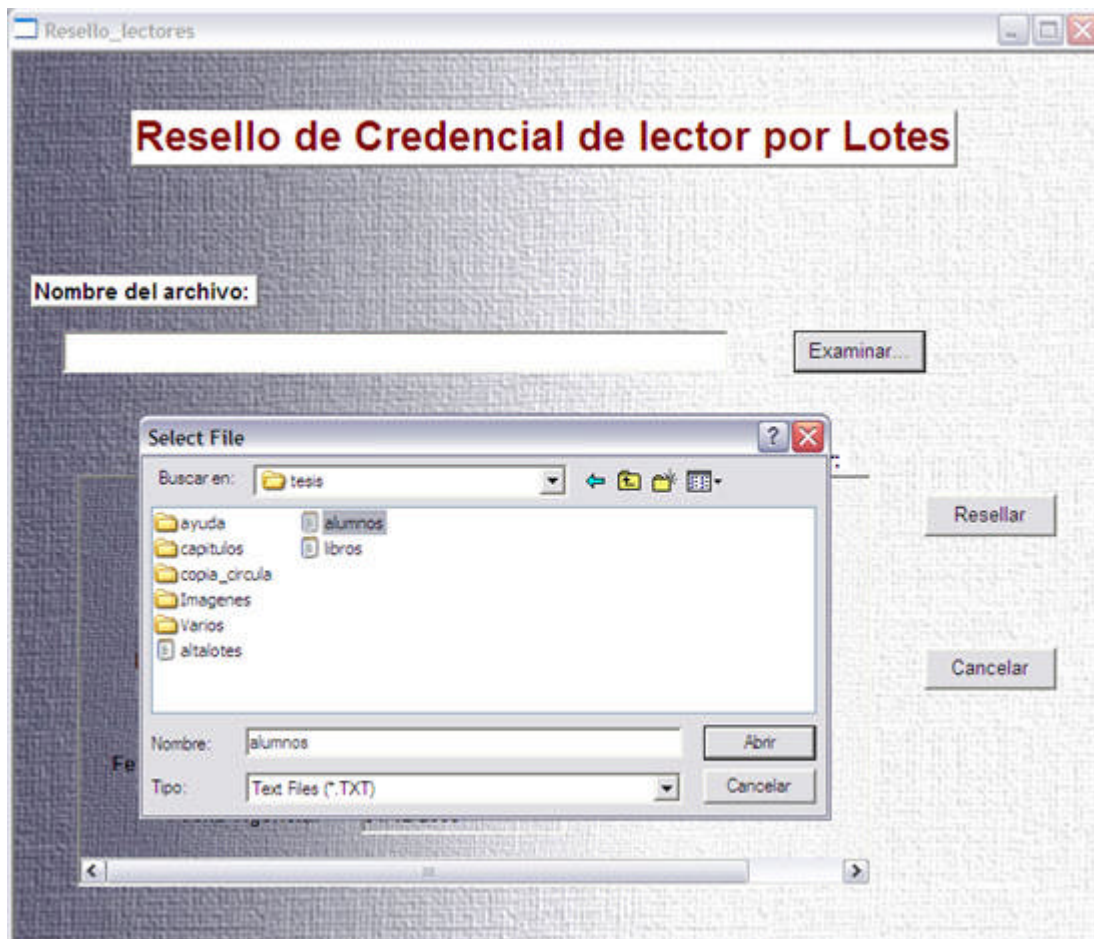 Resello_lectores
Resello de Credencial de lector por Lotes
Nombre del archivo:
Examinar...
Select File
Buscar en: tesis
ayuda alumnos
capitulos libros
copia_circula
Imagenes
Varios
altalotes
Resellar
Cancelar
Nombre: alumnos Abrir
Fe
Tipo: Text Files (*.TXT) Cancelar